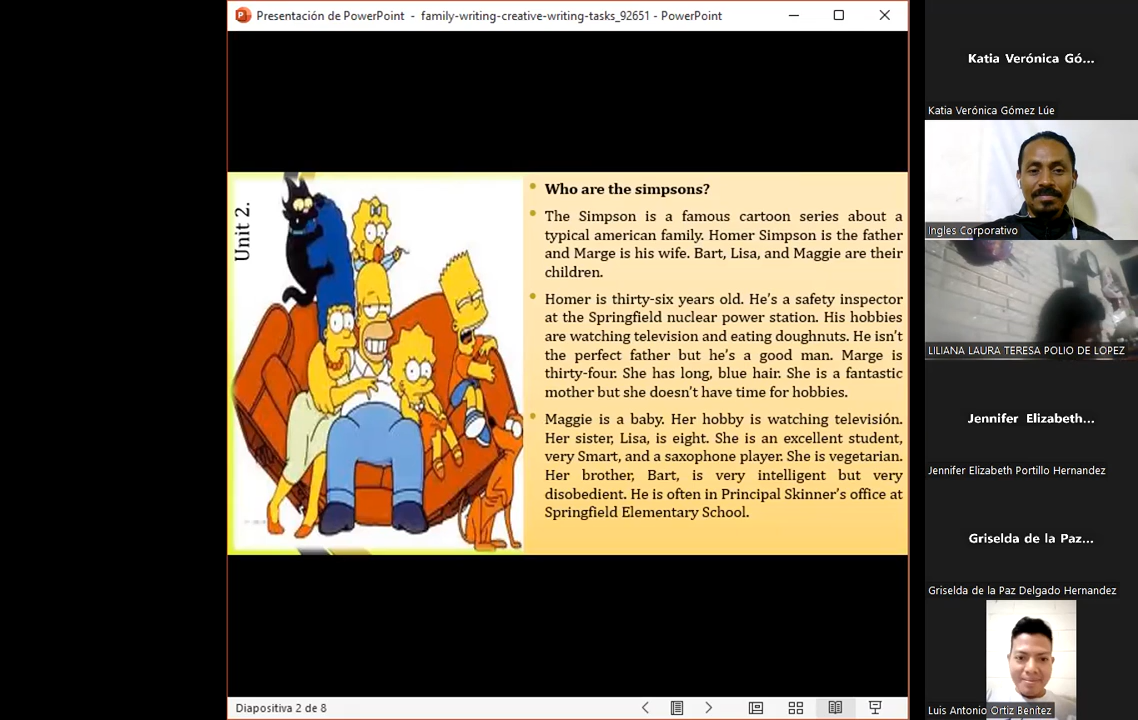 Presentación de PowerPoint - family-writing-creative-writing-tasks_92651 - PowerPoint
Unit 2.
Who are the simpsons?
The Simpson is a famous cartoon series about a
typical american family. Homer Simpson is the father
and Marge is his wife. Bart, Lisa, and Maggie are their
children.
Homer is thirty-six years old. He's a safety inspector
at the Springfield nuclear power station. His hobbies
are watching television and eating doughnuts. He isn't
the perfect father but he's a good man. Marge is
thirty-four. She has long, blue hair. She is a fantastic
mother but she doesn't have time for hobbies.
Maggie is a baby. Her hobby is watching televisión.
Her sister, Lisa, is eight. She is an excellent student,
very Smart, and a saxophone player. She is vegetarian.
Her brother, Bart, is very intelligent but very
disobedient. He is often in Principal Skinner's office at
Springfield Elementary School.
Diapositiva 2 de 8
Katia Verónica Gó...
Katia Verónica Gómez Lúe
Ingles Corporativo
LILIANA LAURA TERESA POLIO DE LOPEZ
Jennifer Elizabeth...
Jennifer Elizabeth Portillo Hernandez
Griselda de la Paz...
Griselda de la Paz Delgado Hernandez
Luis Antonio Ortiz Benítez